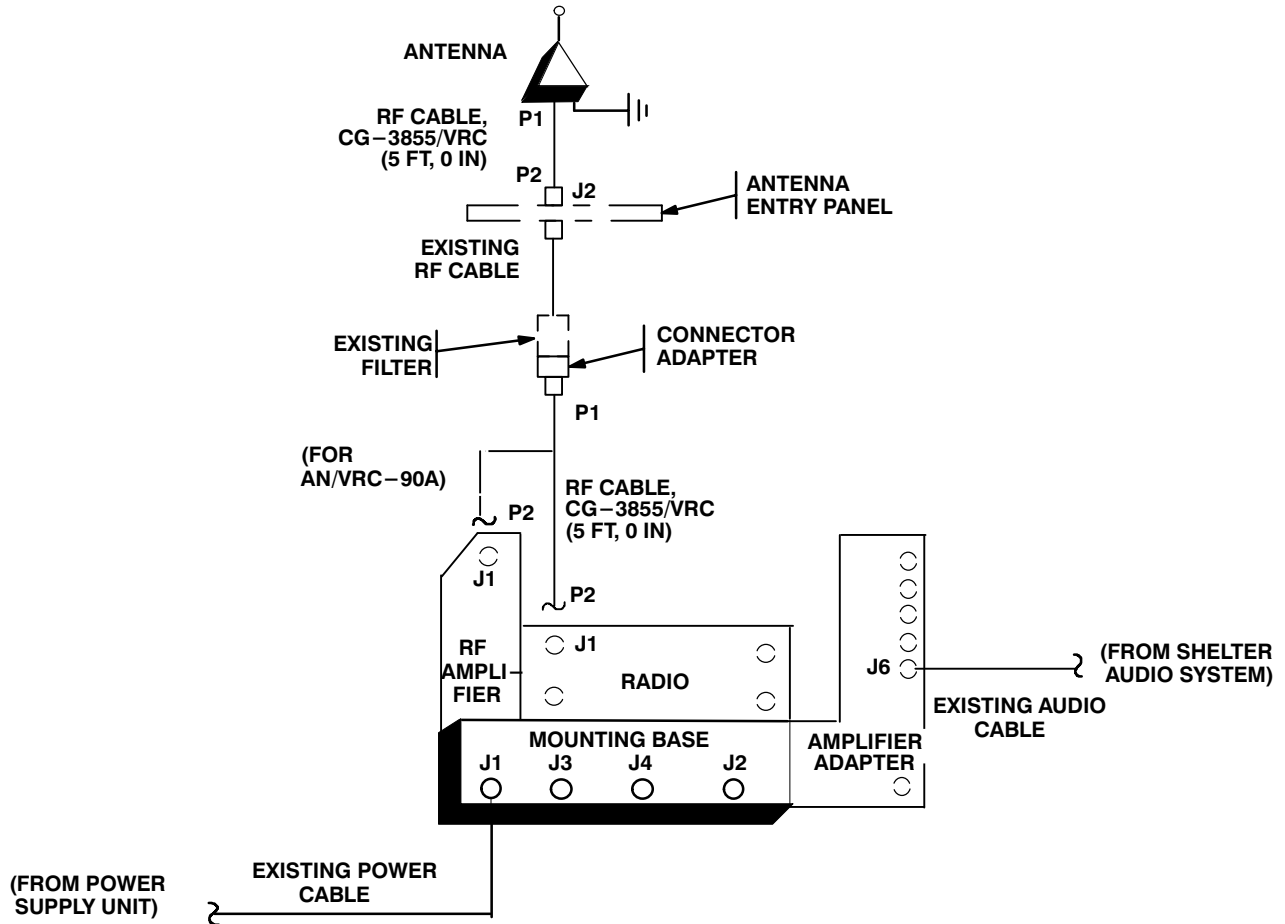 ANTENNA
RF CABLE,
CG–3855/VRC
(5 FT, 0 IN)
P1
P2
J2
ANTENNA
ENTRY PANEL
EXISTING
RF CABLE
EXISTING
FILTER
CONNECTOR
ADAPTER
P1
(FOR
AN/VRC–90A)
P2
RF CABLE,
CG–3855/VRC
(5 FT, 0 IN)
P2
J1
RF
AMPLI–
FIER
J1
RADIO
J6
(FROM SHELTER
AUDIO SYSTEM)
EXISTING AUDIO
CABLE
MOUNTING BASE
J1
J3
J4
J2
AMPLIFIER
ADAPTER
EXISTING POWER
CABLE
(FROM POWER
SUPPLY UNIT)